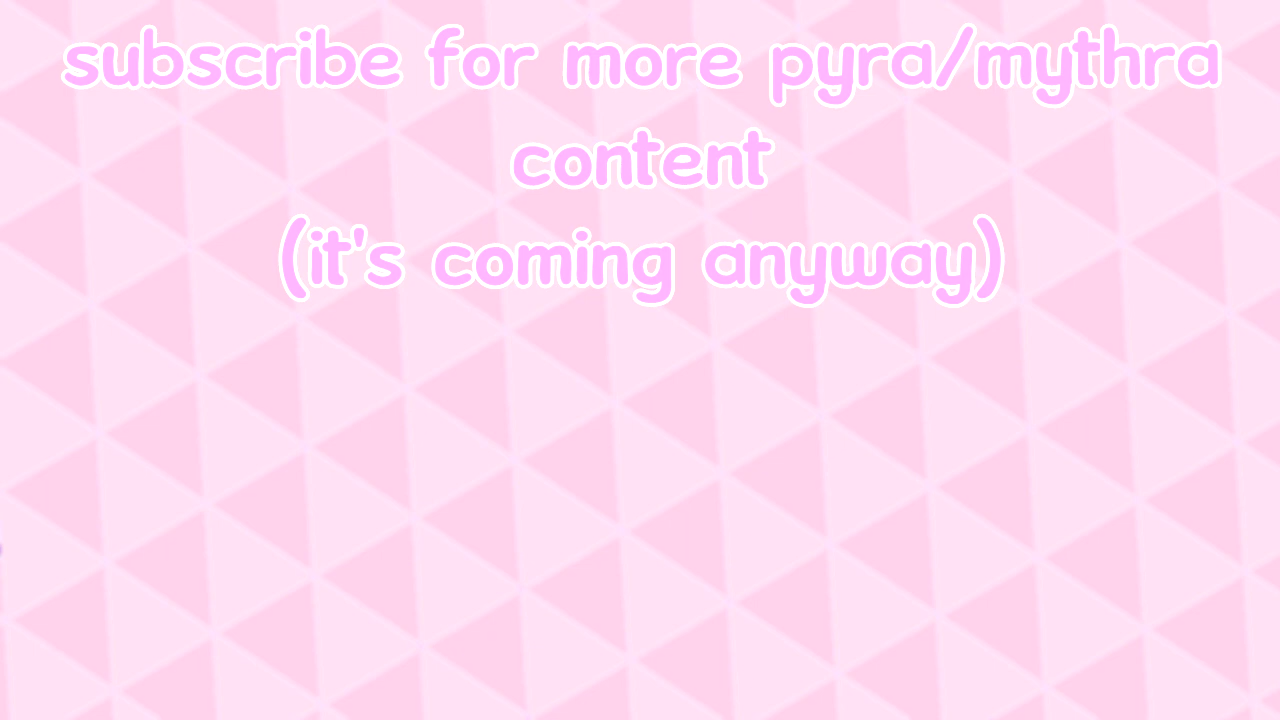 subscribe for more pyra/mythra
content
(it's coming anyway)